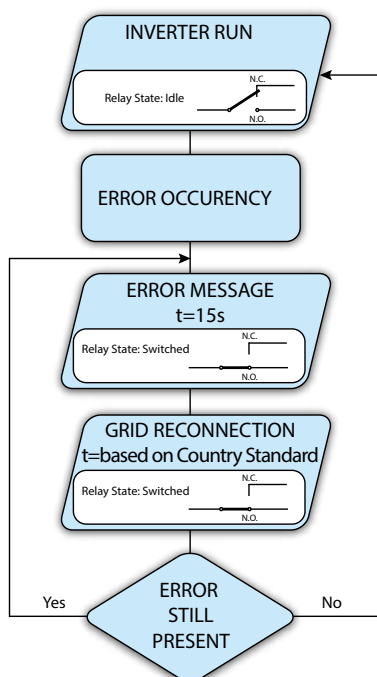 INVERTER RUN
N.C.
Relay State: Idle
N.O.
ERROR OCCURENCY
ERROR MESSAGE
t=15s
N.C.
Relay State: Switched
N.O.
GRID RECONNECTION
t=based on Country Standard
N.C.
Relay State: Switched
N.O.
Yes
ERROR
STILL
PRESENT
No